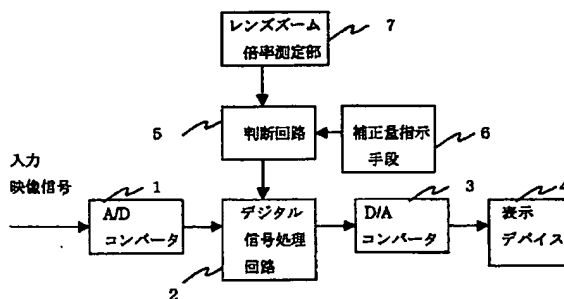 レンズズーム
倍率測定部
7
5
判断回路
補正量指示
手段
6
入力
映像信号
1
A/D
コンバータ
デジタル
信号処理
回路
2
3
D/A
コンバータ
4
表示
デバイス